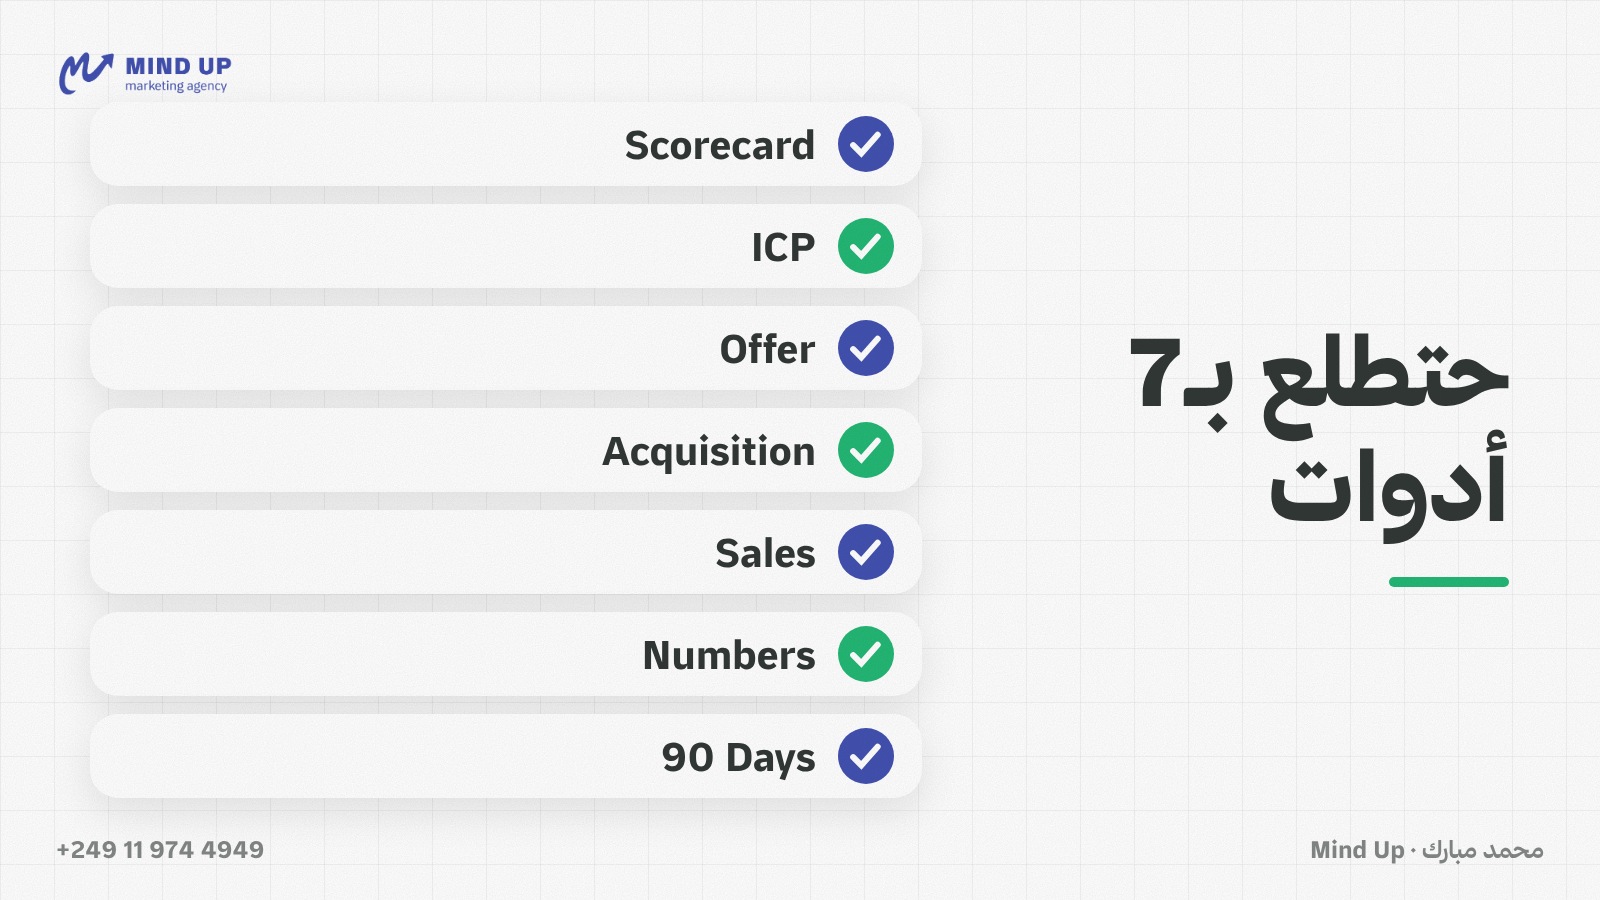 MIND UP
marketing agency
حتطلع بـ7
أدوات
Scorecard
ICP
Offer
Acquisition
Sales
Numbers
90 Days
محمد مبارك · Mind Up
+249 11 974 4949